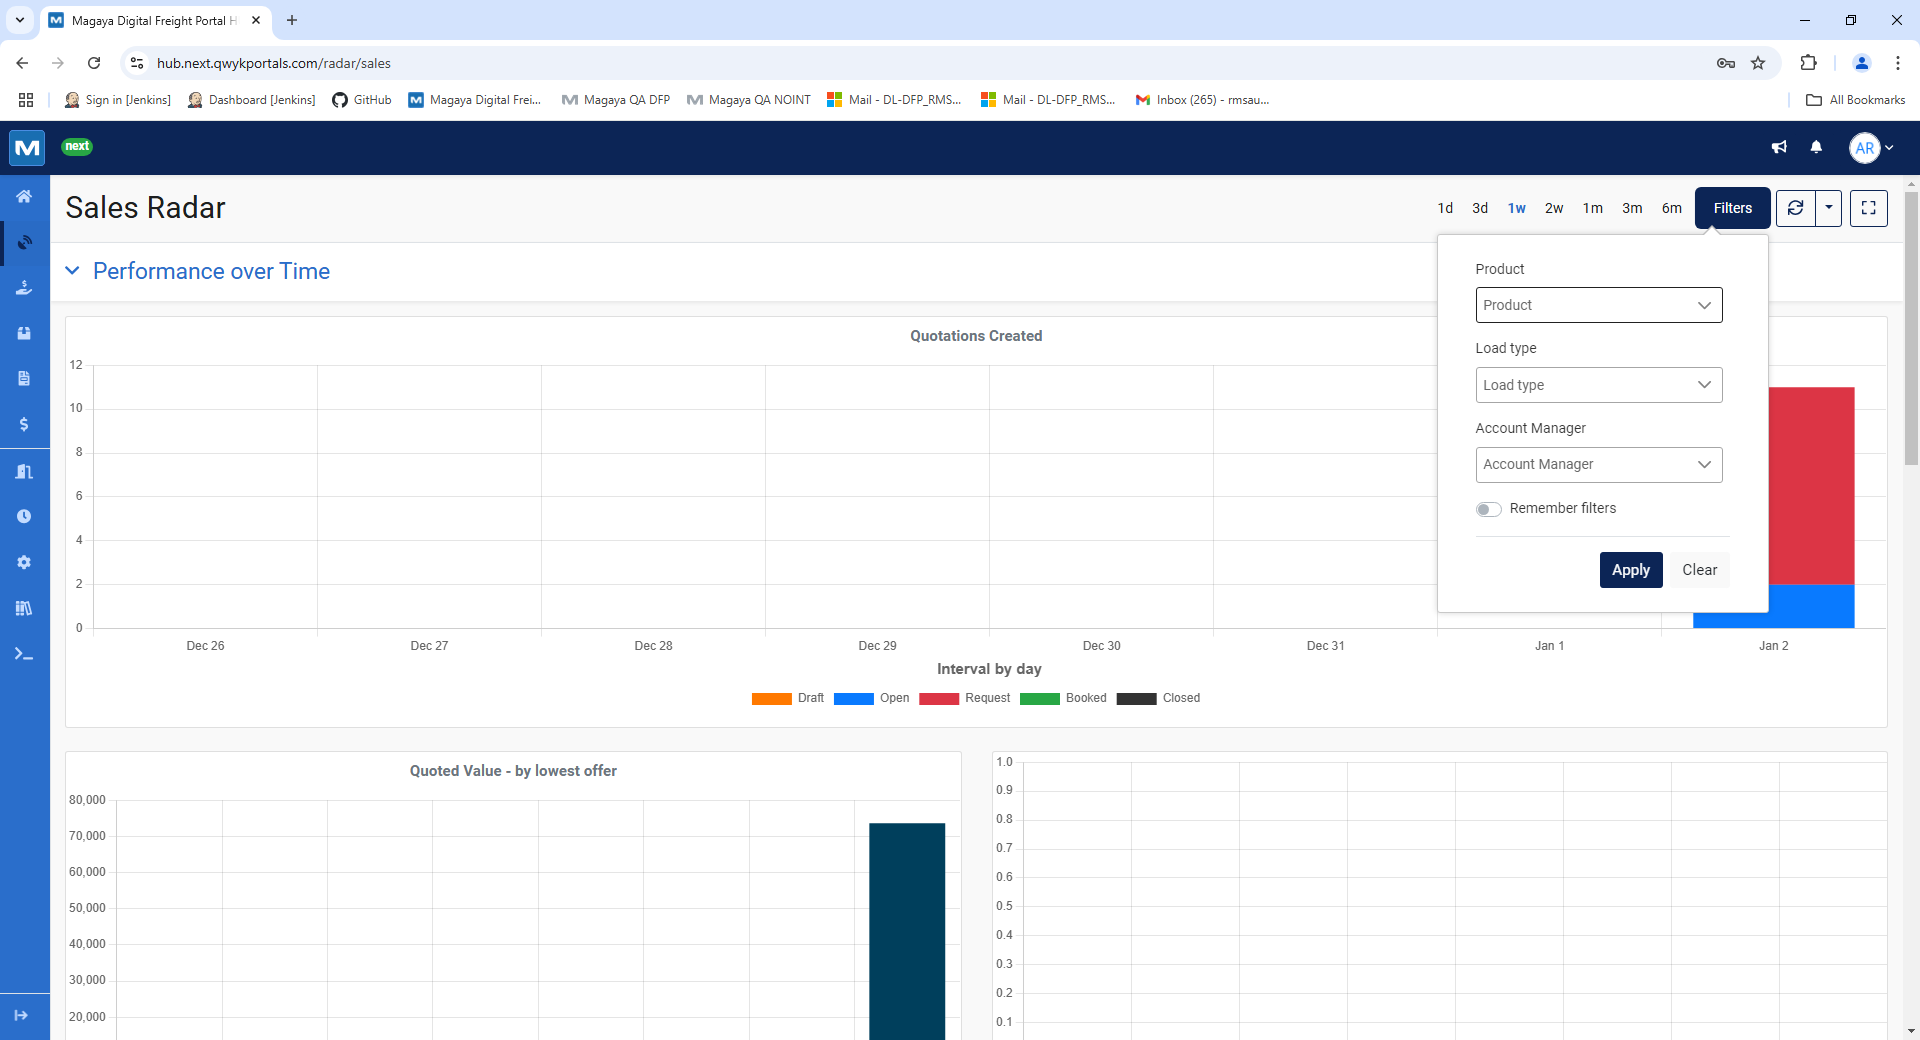 Magaya Digital Freight Portal H
hub.next.qwykportals.com/radar/sales
Sign in [Jenkins]
Dashboard [Jenkins]
GitHub
Magaya Digital Frei...
Magaya QA DFP
Magaya QA NOINT
Mail - DL-DFP_RMS...
Mail - DL-DFP_RMS...
Inbox (265) - rmsau...
All Bookmarks
next
AR
Sales Radar
1d 3d 1w 2w 1m 3m 6m
Filters
Performance over Time
Product
Product
Load type
Load type
Account Manager
Account Manager
Remember filters
Apply
Clear
Quotations Created
12
10
8
6
4
2
0
Dec 26 Dec 27 Dec 28 Dec 29 Dec 30 Dec 31 Jan 1 Jan 2
Interval by day
Draft Open Request Booked Closed
Quoted Value - by lowest offer
80,000
70,000
60,000
50,000
40,000
30,000
20,000
1.0
0.9
0.8
0.7
0.6
0.5
0.4
0.3
0.2
0.1